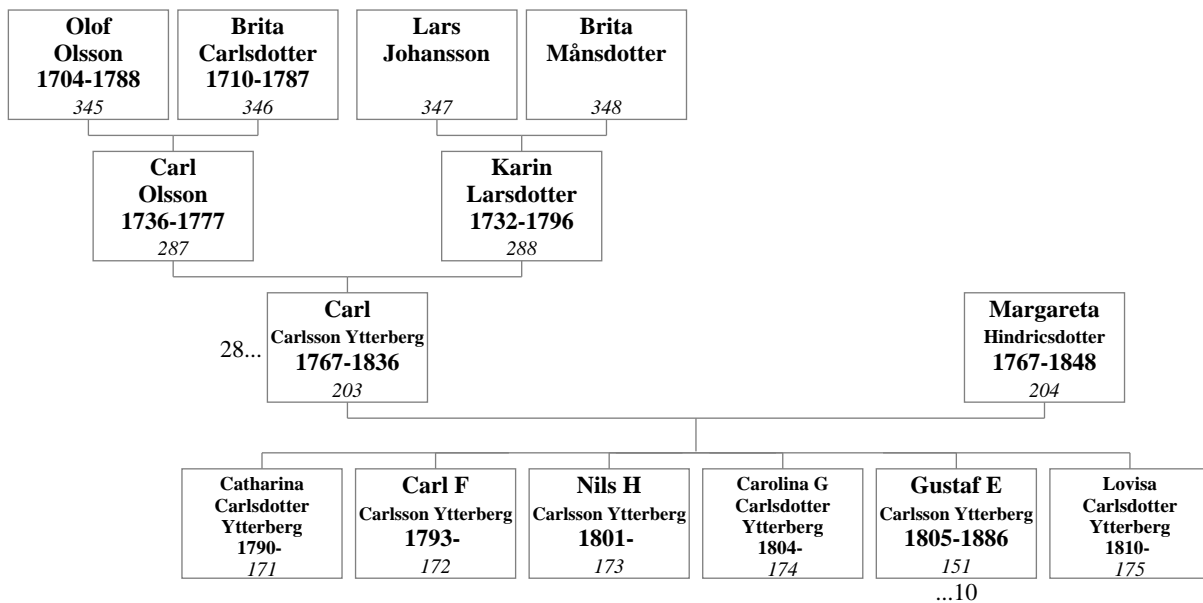 Olof
Olsson
1704-1788
345
Brita
Carlsdotter
1710-1787
346
Lars
Johansson
347
Brita
Månsdotter
348
Carl
Olsson
1736-1777
287
Karin
Larsdotter
1732-1796
288
28...
Carl
Carlsson Ytterberg
1767-1836
203
Margareta
Hindricsdotter
1767-1848
204
Catharina
Carlsdotter
Ytterberg
1790-
171
Carl F
Carlsson Ytterberg
1793-
172
Nils H
Carlsson Ytterberg
1801-
173
Carolina G
Carlsdotter
Ytterberg
1804-
174
Gustaf E
Carlsson Ytterberg
1805-1886
151
...10
Lovisa
Carlsdotter
Ytterberg
1810-
175